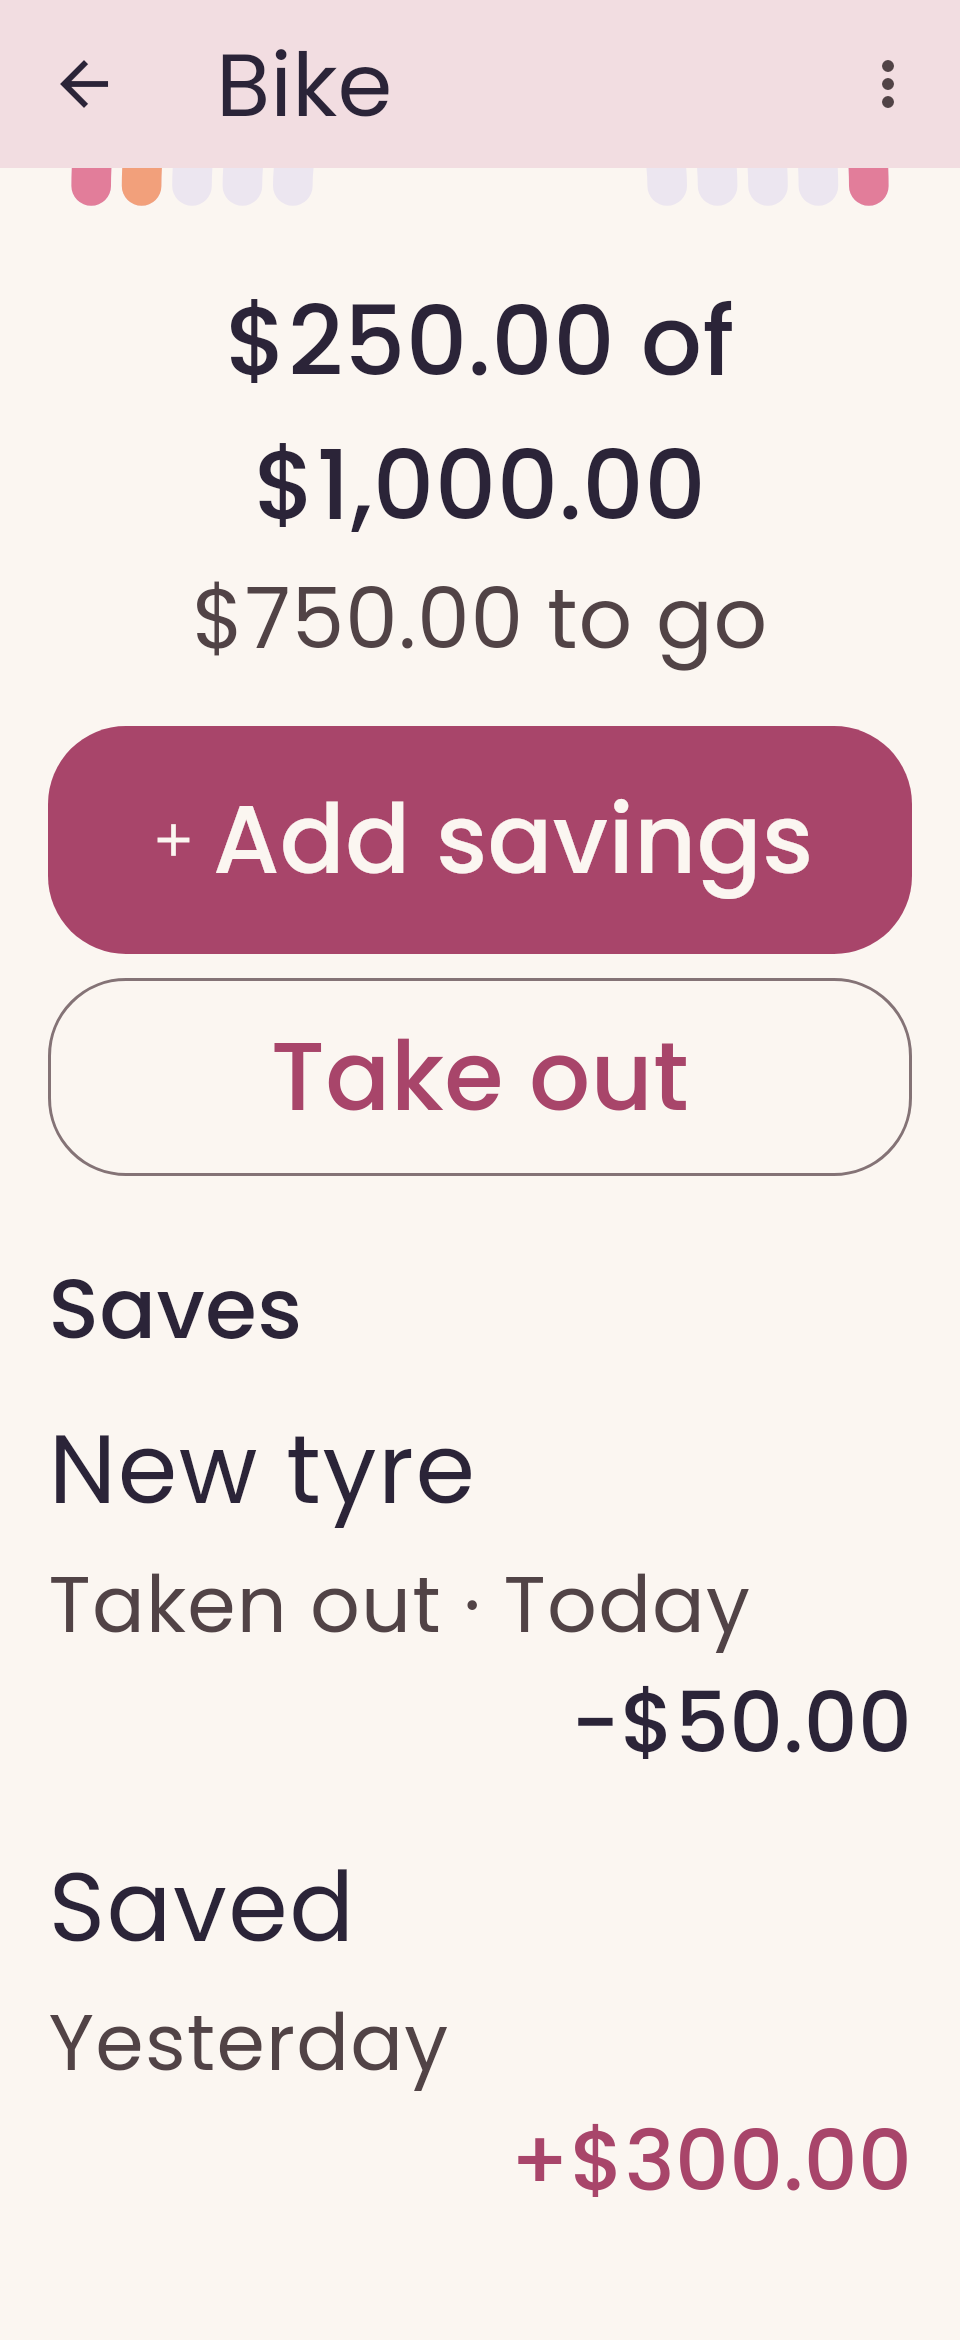 Bike
$250.00 of
$1,000.00
$750.00 to go
+ Add savings
Take out
Saves
New tyre
Taken out · Today
-$50.00
Saved
Yesterday
+$300.00